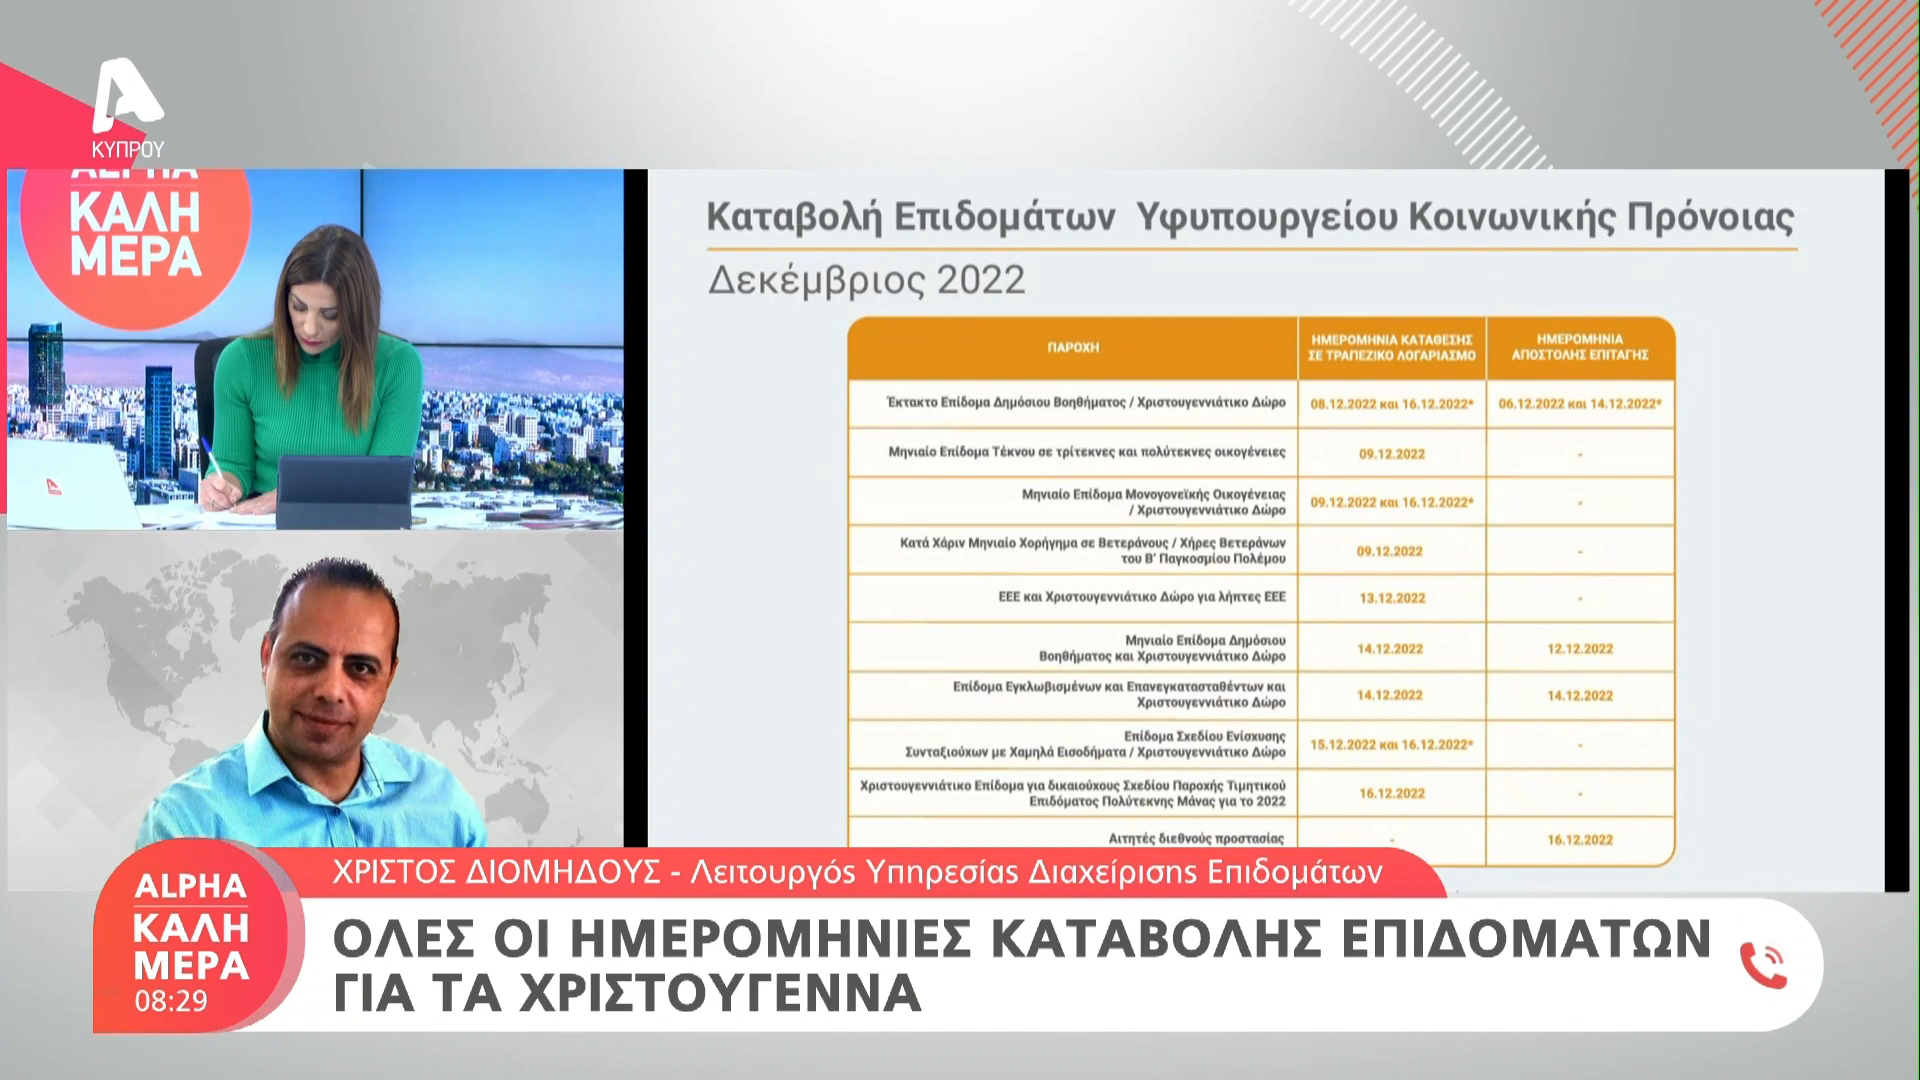 ΚΥΠΡΟΥ
ALPHA
ΚΑΛΗ
ΜΕΡΑ
Καταβολή Επιδομάτων Υφυπουργείου Κοινωνικής Πρόνοιας
Δεκέμβριος 2022
ΠΑΡΟΧΗ
ΗΜΕΡΟΜΗΝΙΑ ΚΑΤΑΘΕΣΗΣ
ΣΕ ΤΡΑΠΕΖΙΚΟ ΛΟΓΑΡΙΑΣΜΟ
ΗΜΕΡΟΜΗΝΙΑ
ΑΠΟΣΤΟΛΗΣ ΕΠΙΤΑΓΗΣ
Έκτακτο Επίδομα Δημόσιου Βοηθήματος / Χριστουγεννιάτικο Δώρο
08.12.2022 και 16.12.2022*
06.12.2022 και 14.12.2022*
Μηνιαίο Επίδομα Τέκνου σε τρίτεκνες και πολύτεκνες οικογένειες
09.12.2022
-
Μηνιαίο Επίδομα Μονογονεϊκής Οικογένειας
/ Χριστουγεννιάτικο Δώρο
09.12.2022 και 16.12.2022*
-
Κατά Χάριν Μηνιαίο Χορήγημα σε Βετεράνους / Χήρες Βετεράνων
του Β’ Παγκοσμίου Πολέμου
09.12.2022
-
ΕΕΕ και Χριστουγεννιάτικο Δώρο για λήπτες ΕΕΕ
13.12.2022
-
Μηνιαίο Επίδομα Δημόσιου
Βοηθήματος και Χριστουγεννιάτικο Δώρο
14.12.2022
12.12.2022
Επίδομα Εγκλωβισμένων και Επανεγκατασταθέντων και
Χριστουγεννιάτικο Δώρο
14.12.2022
14.12.2022
Επίδομα Σχεδίου Ενίσχυσης
Συνταξιούχων με Χαμηλά Εισοδήματα / Χριστουγεννιάτικο Δώρο
15.12.2022 και 16.12.2022*
-
Χριστουγεννιάτικο Επίδομα για δικαιούχους Σχεδίου Παροχής Τιμητικού
Επιδόματος Πολύτεκνης Μάνας για το 2022
16.12.2022
-
Αιτητές διεθνούς προστασίας
-
16.12.2022
ΧΡΙΣΤΟΣ ΔΙΟΜΗΔΟΥΣ - Λειτουργός Υπηρεσίας Διαχείρισης Επιδομάτων
ALPHA
ΚΑΛΗ
ΜΕΡΑ
08:29
ΟΛΕΣ ΟΙ ΗΜΕΡΟΜΗΝΙΕΣ ΚΑΤΑΒΟΛΗΣ ΕΠΙΔΟΜΑΤΩΝ
ΓΙΑ ΤΑ ΧΡΙΣΤΟΥΓΕΝΝΑ